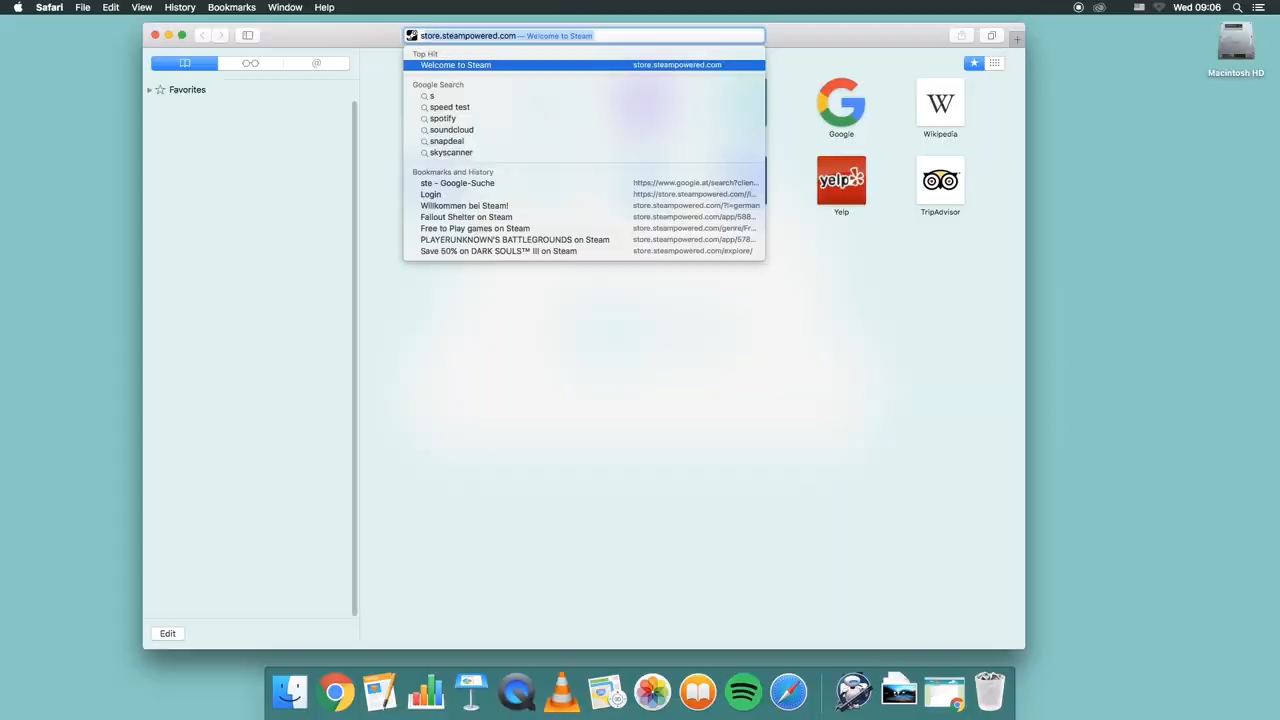 Safari File Edit View History Bookmarks Window Help Wed 09:06
store.steampowered.com — Welcome to Steam
Top Hit
Welcome to Steam store.steampowered.com
Google Search
s
speed test
spotify
soundcloud
snapdeal
skyscanner
Bookmarks and History
ste - Google-Suche https://www.google.at/search?clien...
Login https://store.steampowered.com//l...
Willkommen bei Steam! store.steampowered.com/?l=german
Fallout Shelter on Steam store.steampowered.com/app/588...
Free to Play games on Steam store.steampowered.com/genre/Fr...
PLAYERUNKNOWN'S BATTLEGROUNDS on Steam store.steampowered.com/app/578...
Save 50% on DARK SOULS™ III on Steam store.steampowered.com/explore/
Favorites
Edit
W
Google
Wikipedia
yelp
Yelp
TripAdvisor
Macintosh HD